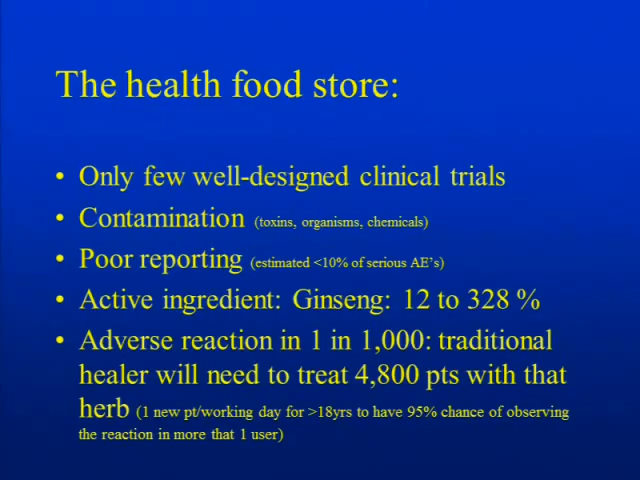 The health food store:
• Only few well-designed clinical trials
• Contamination (toxins, organisms, chemicals)
• Poor reporting (estimated <10% of serious AE's)
• Active ingredient: Ginseng: 12 to 328 %
• Adverse reaction in 1 in 1,000: traditional
healer will need to treat 4,800 pts with that
herb (1 new pt/working day for >18yrs to have 95% chance of observing
the reaction in more that 1 user)